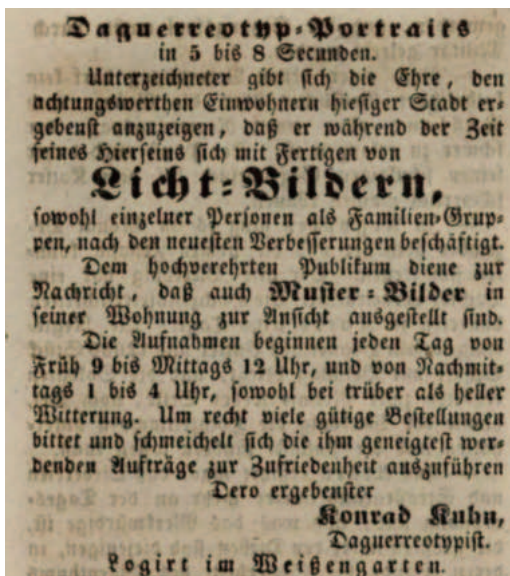 Daguerreotyp-Portraits
in 5 bis 8 Secunden.
Unterzeichneter gibt sich die Ehre, den
achtungswerthen Einwohnern hiesiger Stadt er-
gebenst anzuzeigen, daß er während der Zeit
seines Hierseins sich mit Fertigen von
Licht-Bildern,
sowohl einzelner Personen als Familien-Grup-
pen, nach den neuesten Verbesserungen beschäftigt.
Dem hochverehrten Publikum diene zur
Nachricht, daß auch Muster-Bilder in
seiner Wohnung zur Ansicht ausgestellt sind.
Die Aufnahmen beginnen jeden Tag von
Früh 9 bis Mittags 12 Uhr, und von Nachmit-
tags 1 bis 4 Uhr, sowohl bei trüber als heller
Witterung. Um recht viele gütige Bestellungen
bittet und schmeichelt sich die ihm geneigtest wer-
denden Aufträge zur Zufriedenheit auszuführen
Dero ergebenster
Konrad Kuhn,
Daguerreotypist.
Logirt im Weißengarten.